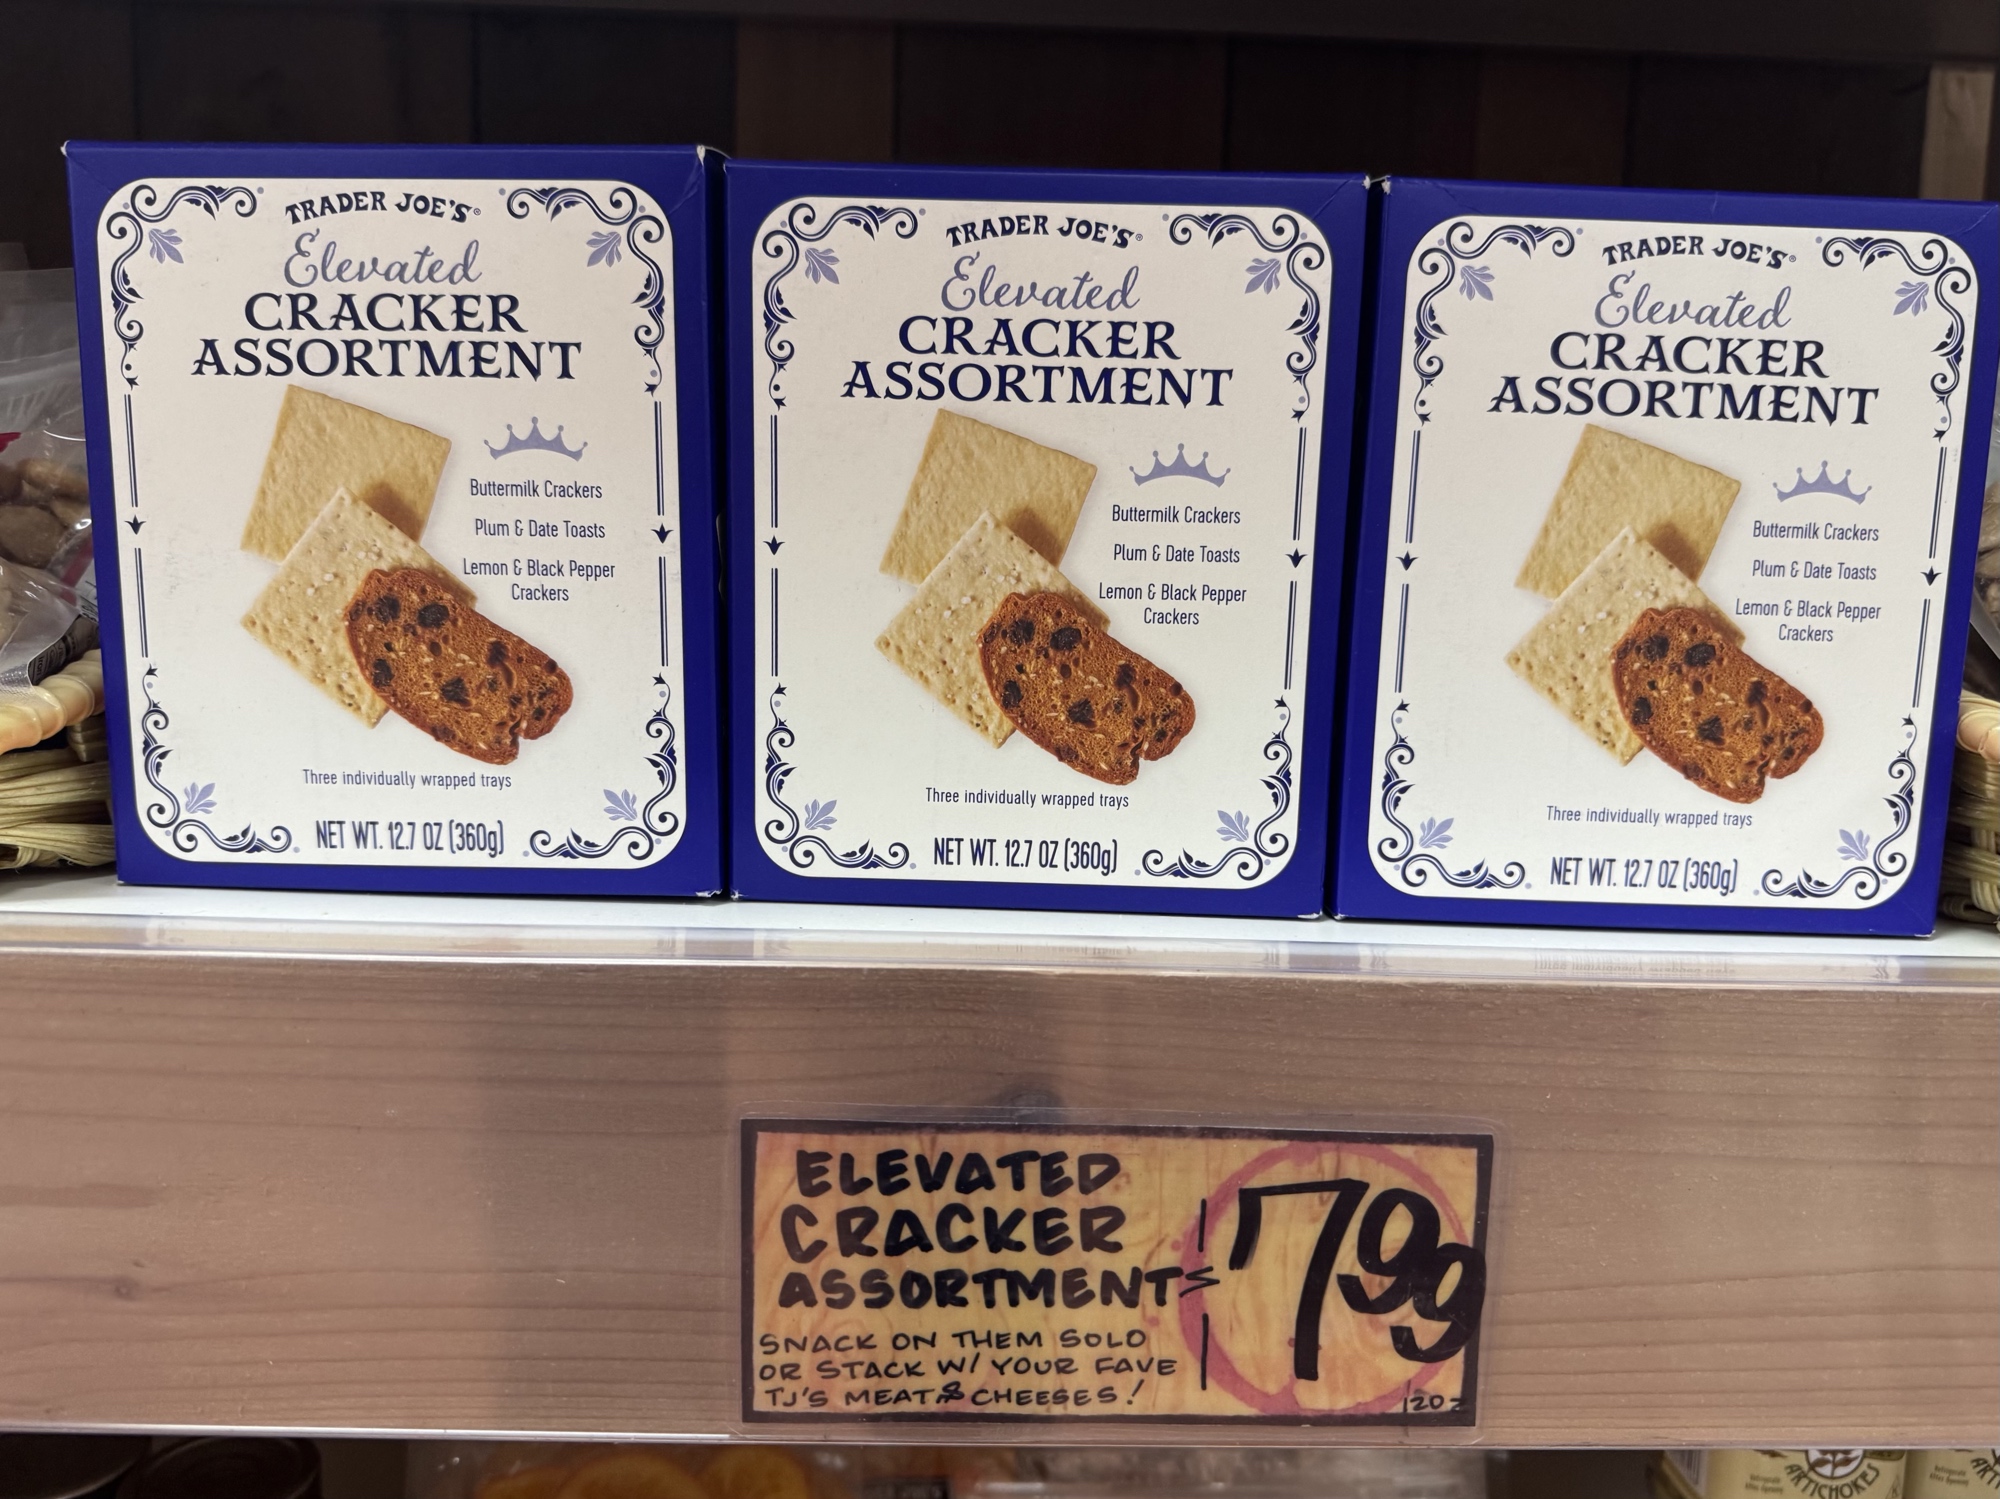 TRADER JOE'S®
Elevated
CRACKER
ASSORTMENT
Buttermilk Crackers
Plum & Date Toasts
Lemon & Black Pepper
Crackers
Three individually wrapped trays
NET WT. 12.7 OZ (360g)
TRADER JOE'S®
Elevated
CRACKER
ASSORTMENT
Buttermilk Crackers
Plum & Date Toasts
Lemon & Black Pepper
Crackers
Three individually wrapped trays
NET WT. 12.7 OZ (360g)
TRADER JOE'S®
Elevated
CRACKER
ASSORTMENT
Buttermilk Crackers
Plum & Date Toasts
Lemon & Black Pepper
Crackers
Three individually wrapped trays
NET WT. 12.7 OZ (360g)
ELEVATED
CRACKER
ASSORTMENT
799
SNACK ON THEM SOLO
OR STACK W/ YOUR FAVE
TJ'S MEAT & CHEESES!
12OZ
ARTICHOKES